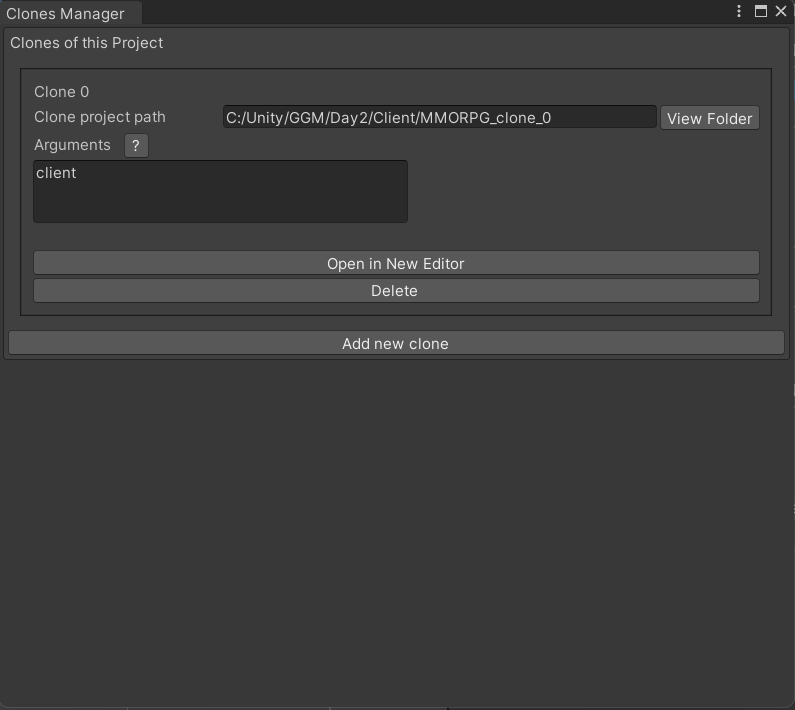 Clones Manager
Clones of this Project
Clone 0
Clone project path C:/Unity/GGM/Day2/Client/MMORPG_clone_0 View Folder
Arguments ?
client
Open in New Editor
Delete
Add new clone